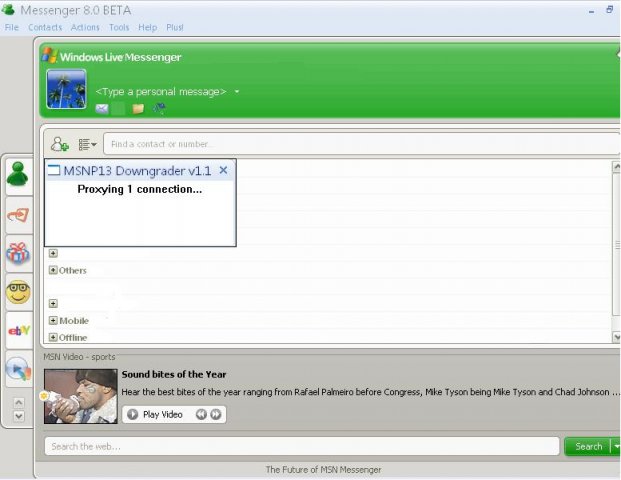 Messenger 8.0 BETA
File Contacts Actions Tools Help Plus!
Windows Live Messenger
<Type a personal message>
Find a contact or number...
MSNP13 Downgrader v1.1
Proxying 1 connection...
Others
Mobile
Offline
ebY
MSN Video - sports
Sound bites of the Year
Hear the best bites of the year ranging from Rafael Palmeiro before Congress, Mike Tyson being Mike Tyson and Chad Johnson ...
Play Video
Search the web...
Search
The Future of MSN Messenger